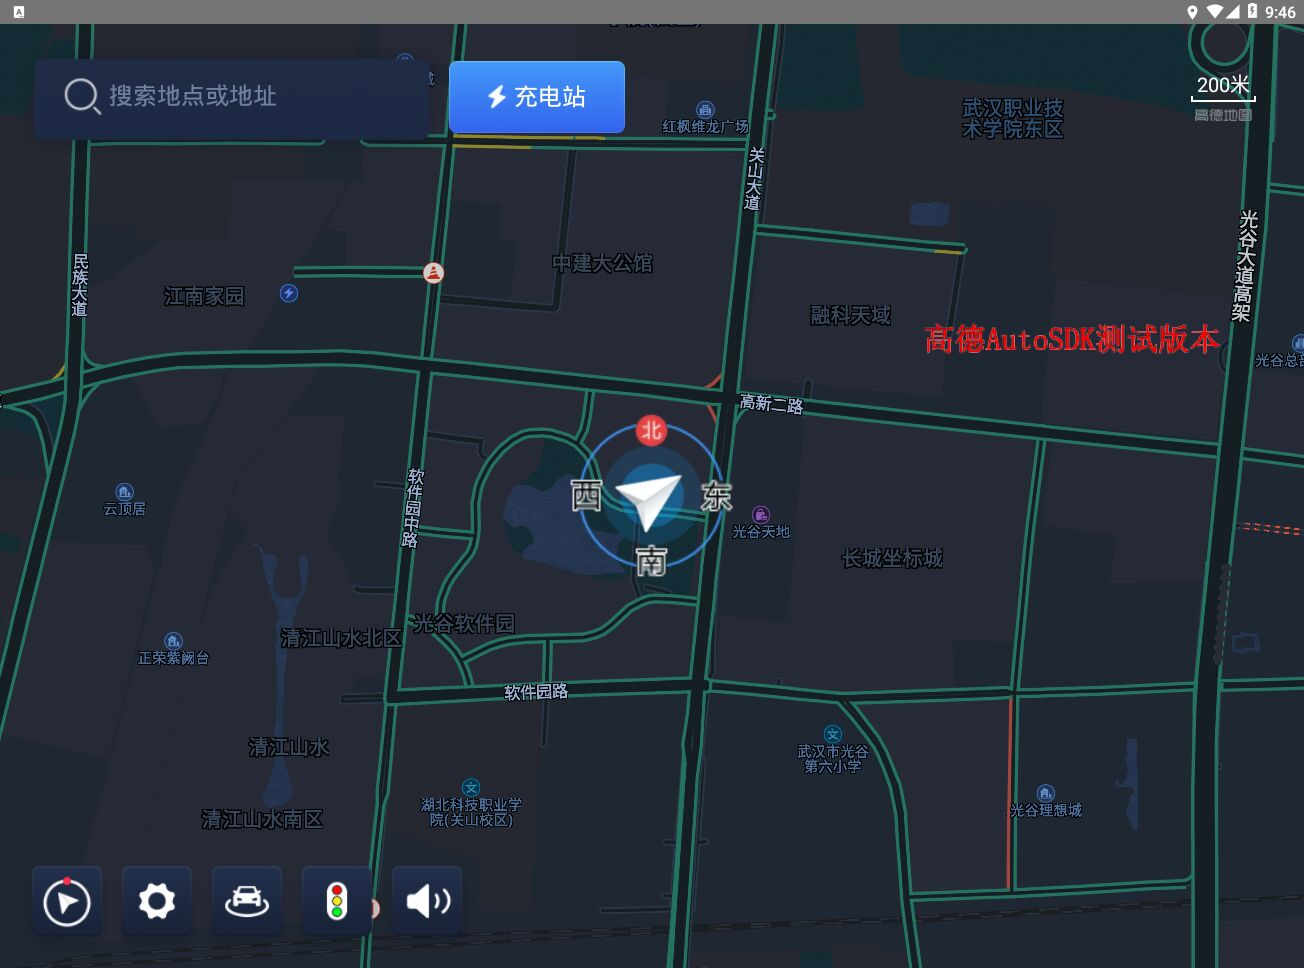 9:46
搜索地点或地址
充电站
200米
高德地图
红枫维龙广场
武汉职业技
术学院东区
关山大道
民族大道
光谷大道高架
中建大公馆
江南家园
融科天域
高德AutoSDK测试版本
光谷总部
高新二路
北
西
东
南
软件园中路
云顶居
光谷天地
长城坐标城
光谷软件园
清江山水北区
正荣紫阙台
软件园路
清江山水
武汉市光谷
第六小学
湖北科技职业学
院(关山校区)
光谷理想城
清江山水南区